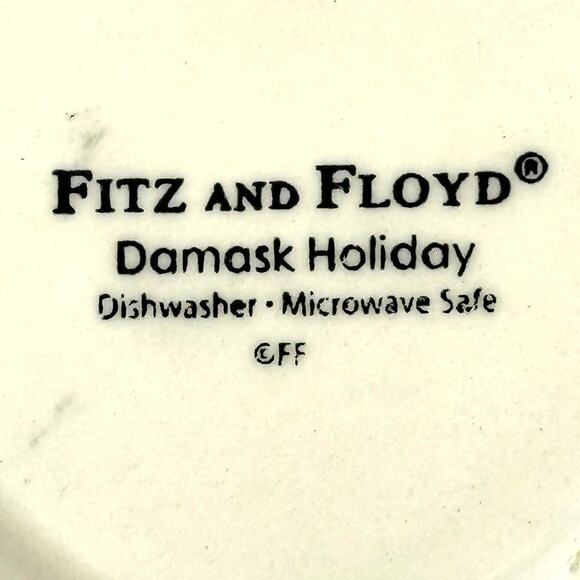 FITZ AND FLOYD®
Damask Holiday
Dishwasher • Microwave Safe
©FF